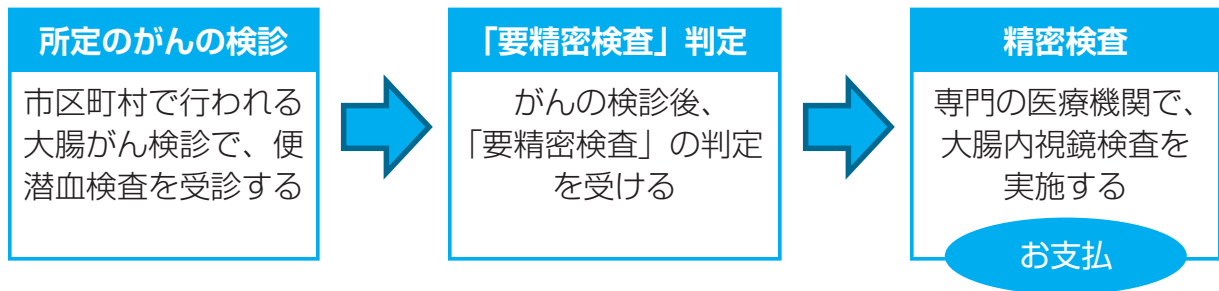 所定のがんの検診
市区町村で行われる
大腸がん検診で、便
潜血検査を受診する
「要精密検査」判定
がんの検診後、
「要精密検査」の判定
を受ける
精密検査
専門の医療機関で、
大腸内視鏡検査を
実施する
お支払